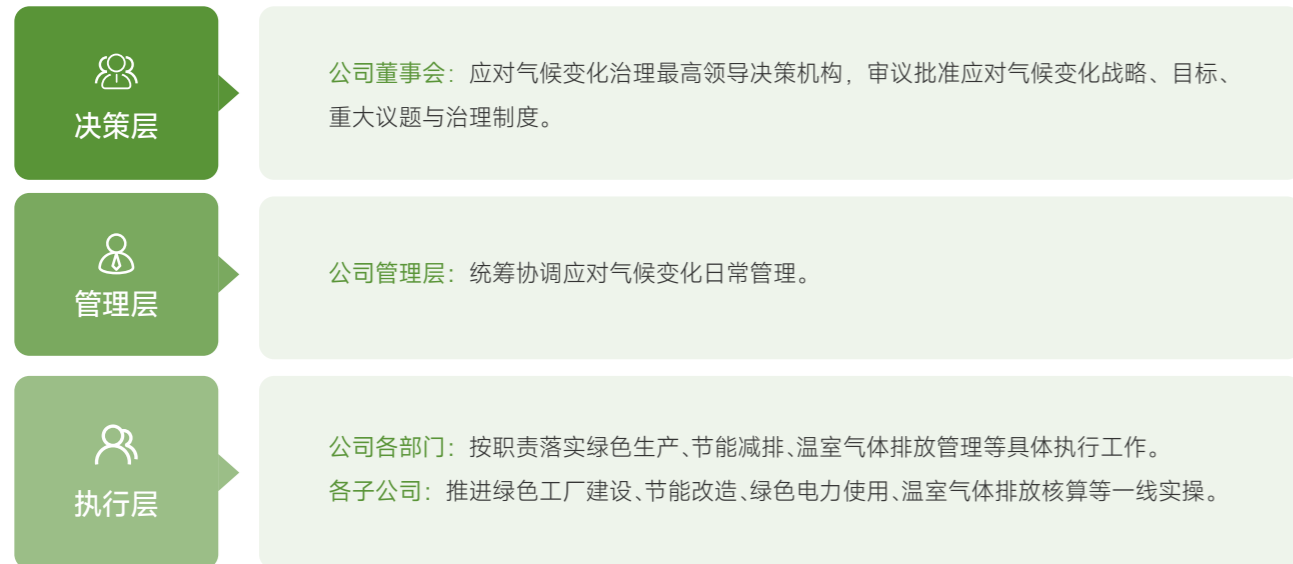 决策层
公司董事会：应对气候变化治理最高领导决策机构，审议批准应对气候变化战略、目标、
重大议题与治理制度。
管理层
公司管理层：统筹协调应对气候变化日常管理。
执行层
公司各部门：按职责落实绿色生产、节能减排、温室气体排放管理等具体执行工作。
各子公司：推进绿色工厂建设、节能改造、绿色电力使用、温室气体排放核算等一线实操。